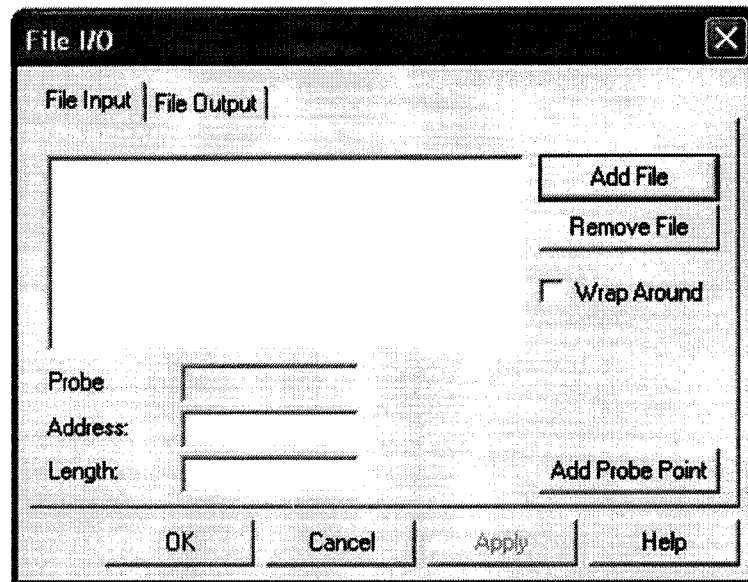 File I/O
File Input File Output
Add File
Remove File
Wrap Around
Probe
Address:
Length:
Add Probe Point
OK Cancel Apply Help